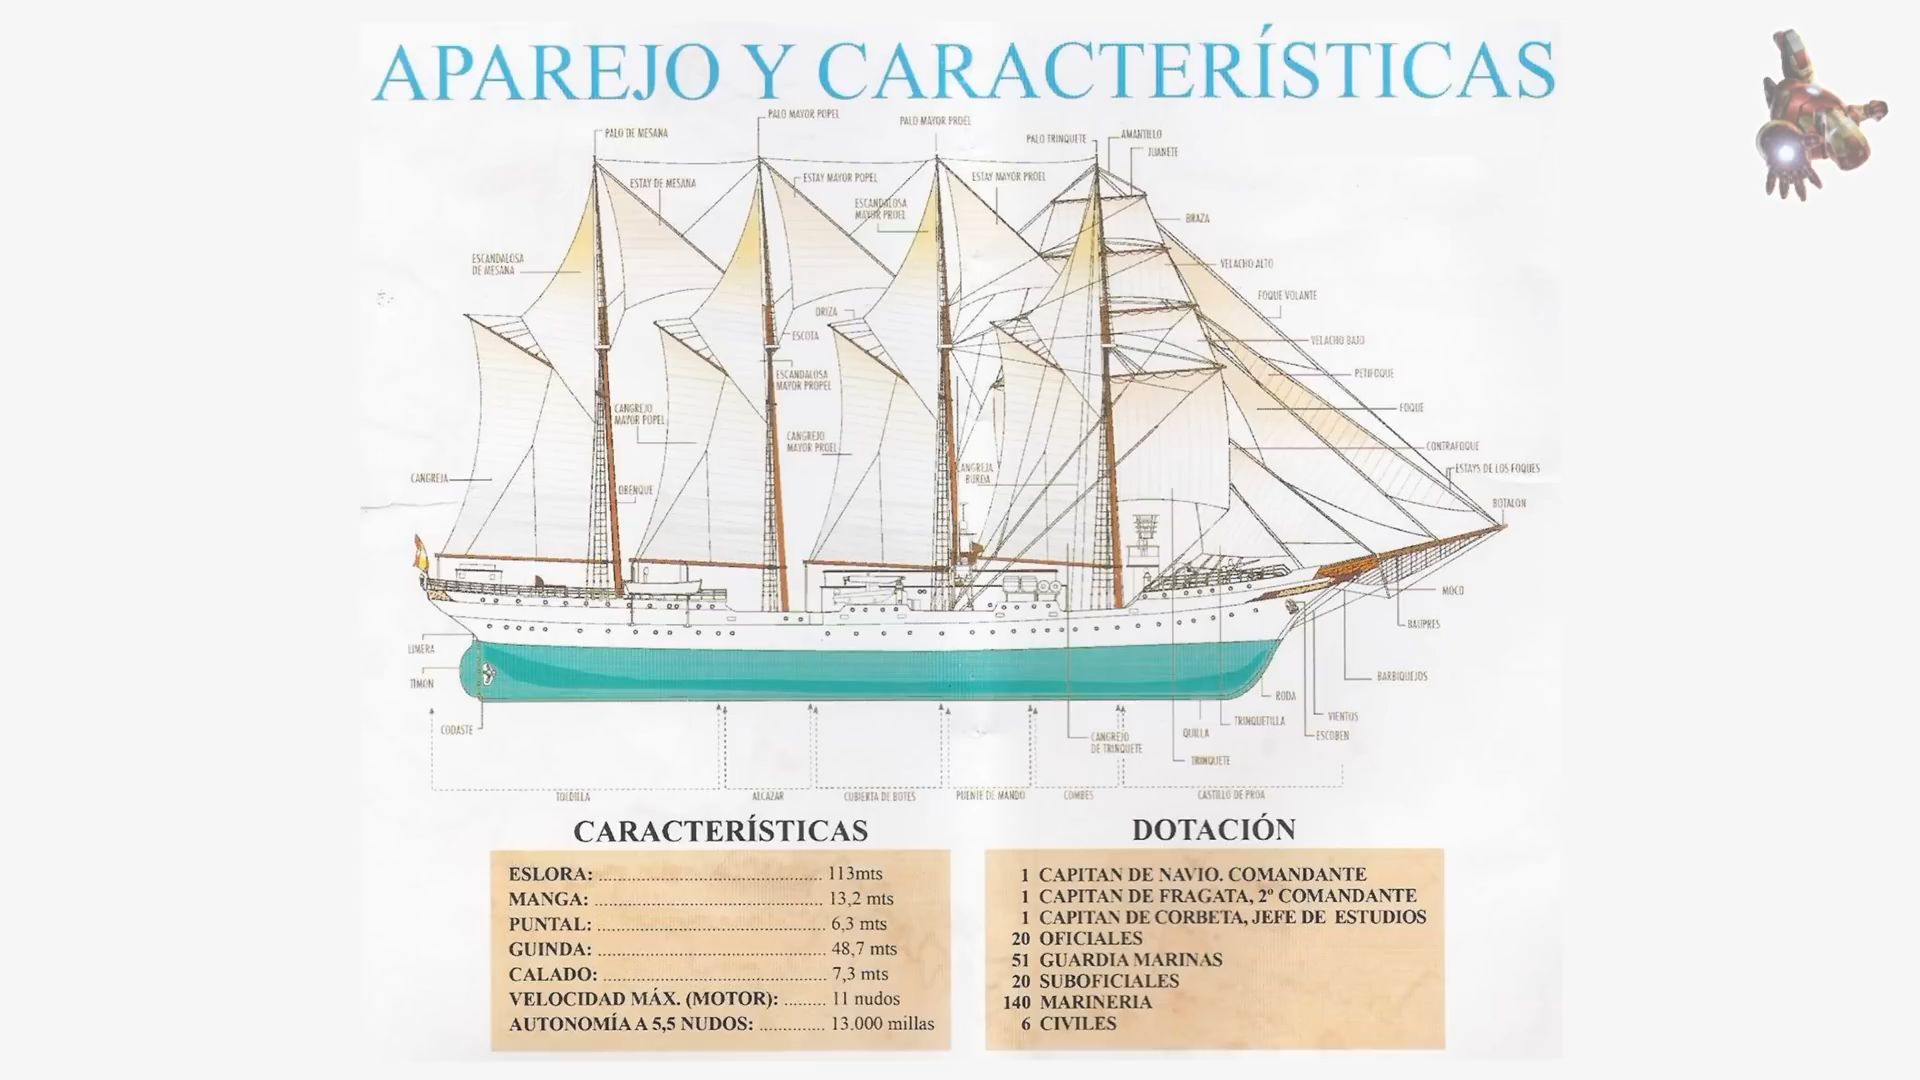 APAREJO Y CARACTERÍSTICAS
PALO MAYOR POPEL
PALO MAYOR PROEL
PALO DE MESANA
PALO TRINQUETE
AMANTILLO
JUANETE
ESTAY DE MESANA
ESTAY MAYOR POPEL
ESTAY MAYOR PROEL
ESCANDALOSA
MAYOR PROEL
BRAZA
ESCANDALOSA
DE MESANA
VELACHO ALTO
FOQUE VOLANTE
DRIZA
ESCOTA
VELACHO BAJO
ESCANDALOSA
MAYOR PROPEL
PETIFOQUE
CANGREJO
MAYOR POPEL
FOQUE
CANGREJO
MAYOR PROEL
CONTRAFOQUE
CANGREJA
BURDA
ESTAYS DE LOS FOQUES
CANGREJA
OBENQUE
BOTALON
MOCO
BAUPRES
LIMERA
TIMON
BARBIQUEJOS
RODA
CODASTE
TRINQUETILLA
VIENTOS
QUILLA
ESCOBEN
CANGREJO
DE TRINQUETE
TRINQUETE
TOLDILLA
ALCAZAR
CUBIERTA DE BOTES
PUENTE DE MANDO
COMBES
CASTILLO DE PROA
CARACTERÍSTICAS
ESLORA: ........ 113mts
MANGA: ........ 13,2 mts
PUNTAL: ........ 6,3 mts
GUINDA: ........ 48,7 mts
CALADO: ........ 7,3 mts
VELOCIDAD MÁX. (MOTOR): ........ 11 nudos
AUTONOMÍA A 5,5 NUDOS: ............. 13.000 millas
DOTACIÓN
1 CAPITAN DE NAVIO. COMANDANTE
1 CAPITAN DE FRAGATA, 2º COMANDANTE
1 CAPITAN DE CORBETA, JEFE DE ESTUDIOS
20 OFICIALES
51 GUARDIA MARINAS
20 SUBOFICIALES
140 MARINERIA
6 CIVILES